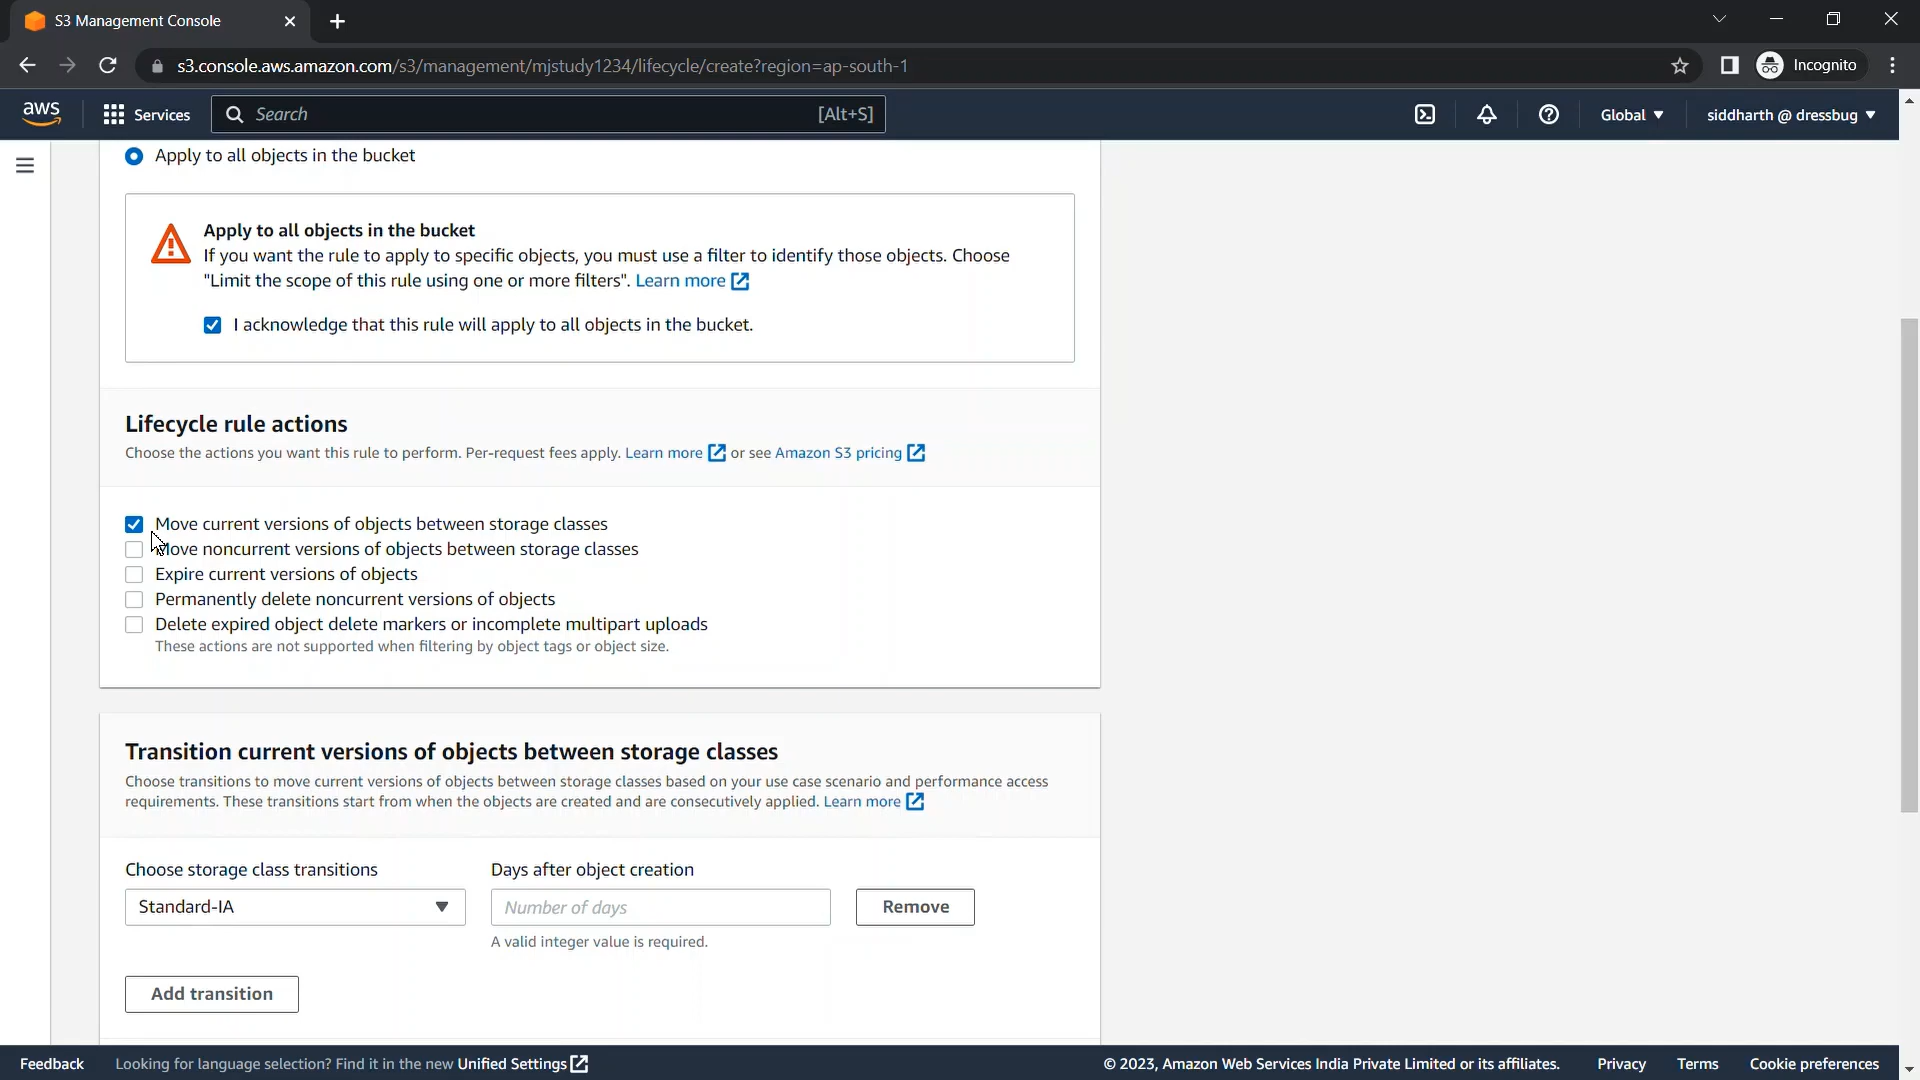 S3 Management Console
s3.console.aws.amazon.com/s3/management/mjstudy1234/lifecycle/create?region=ap-south-1
Incognito
aws
Services
Search
[Alt+S]
Global
siddharth @ dressbug
Apply to all objects in the bucket
Apply to all objects in the bucket
If you want the rule to apply to specific objects, you must use a filter to identify those objects. Choose
"Limit the scope of this rule using one or more filters". Learn more
I acknowledge that this rule will apply to all objects in the bucket.
Lifecycle rule actions
Choose the actions you want this rule to perform. Per-request fees apply. Learn more or see Amazon S3 pricing
Move current versions of objects between storage classes
Move noncurrent versions of objects between storage classes
Expire current versions of objects
Permanently delete noncurrent versions of objects
Delete expired object delete markers or incomplete multipart uploads
These actions are not supported when filtering by object tags or object size.
Transition current versions of objects between storage classes
Choose transitions to move current versions of objects between storage classes based on your use case scenario and performance access
requirements. These transitions start from when the objects are created and are consecutively applied. Learn more
Choose storage class transitions
Days after object creation
Standard-IA
Number of days
Remove
A valid integer value is required.
Add transition
Feedback
Looking for language selection? Find it in the new Unified Settings
© 2023, Amazon Web Services India Private Limited or its affiliates.
Privacy
Terms
Cookie preferences